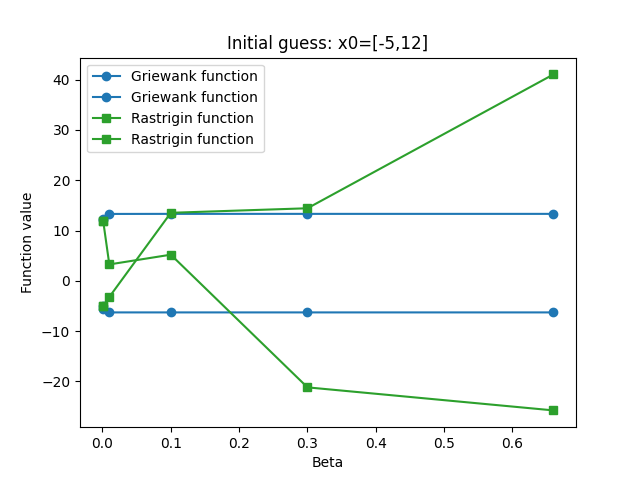 Initial guess: x0=[-5,12]
Griewank function
Griewank function
Rastrigin function
Rastrigin function
Function value
40
30
20
10
0
−10
−20
0.0 0.1 0.2 0.3 0.4 0.5 0.6
Beta